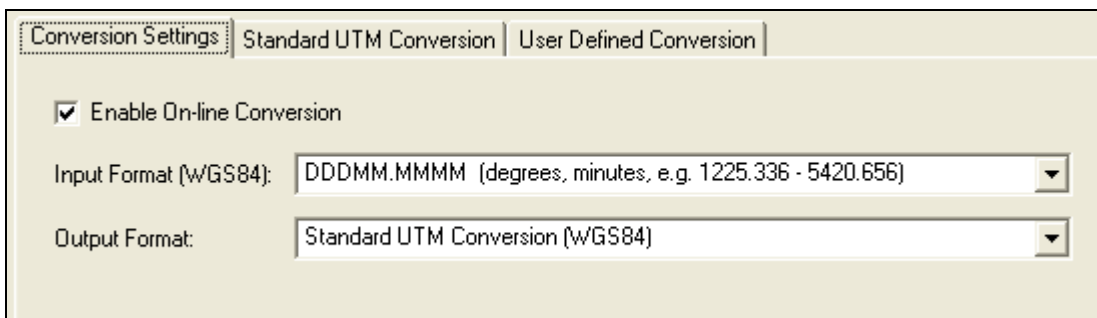 Conversion Settings Standard UTM Conversion User Defined Conversion
Enable On-line Conversion
Input Format (WGS84): DDDMM.MMMM (degrees, minutes, e.g. 1225.336 - 5420.656)
Output Format: Standard UTM Conversion (WGS84)